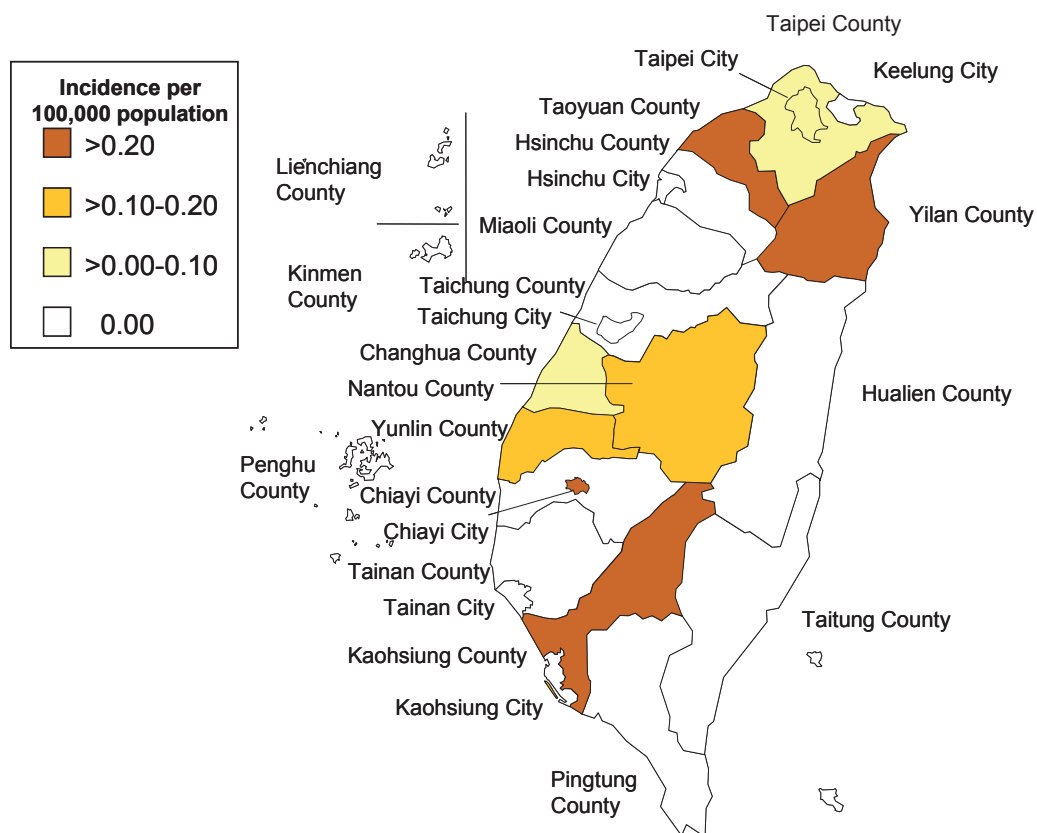 Taipei County
Taipei City
Keelung City
Incidence per
100,000 population
>0.20
>0.10-0.20
>0.00-0.10
0.00
Taoyuan County
Hsinchu County
Lienchiang
County
Hsinchu City
Yilan County
Miaoli County
Kinmen
County
Taichung County
Taichung City
Changhua County
Nantou County
Hualien County
Yunlin County
Penghu
County
Chiayi County
Chiayi City
Tainan County
Tainan City
Taitung County
Kaohsiung County
Kaohsiung City
Pingtung
County